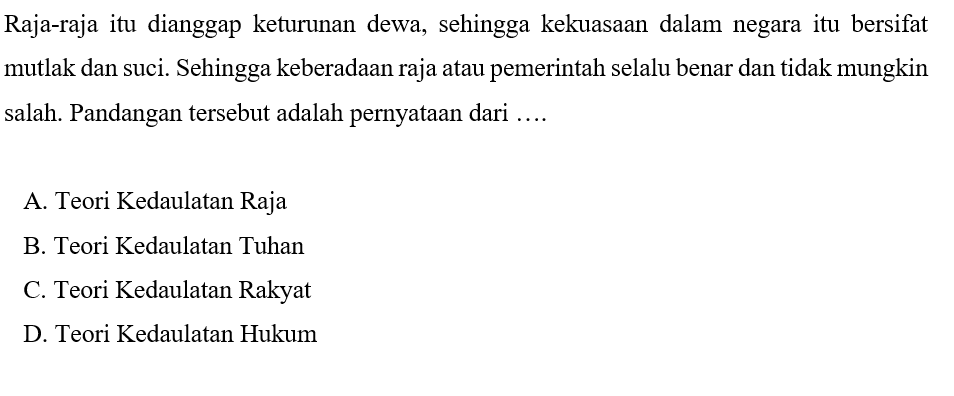 Raja-raja itu dianggap keturunan dewa, sehingga kekuasaan dalam negara itu bersifat
mutlak dan suci. Sehingga keberadaan raja atau pemerintah selalu benar dan tidak mungkin
salah. Pandangan tersebut adalah pernyataan dari ….
A. Teori Kedaulatan Raja
B. Teori Kedaulatan Tuhan
C. Teori Kedaulatan Rakyat
D. Teori Kedaulatan Hukum